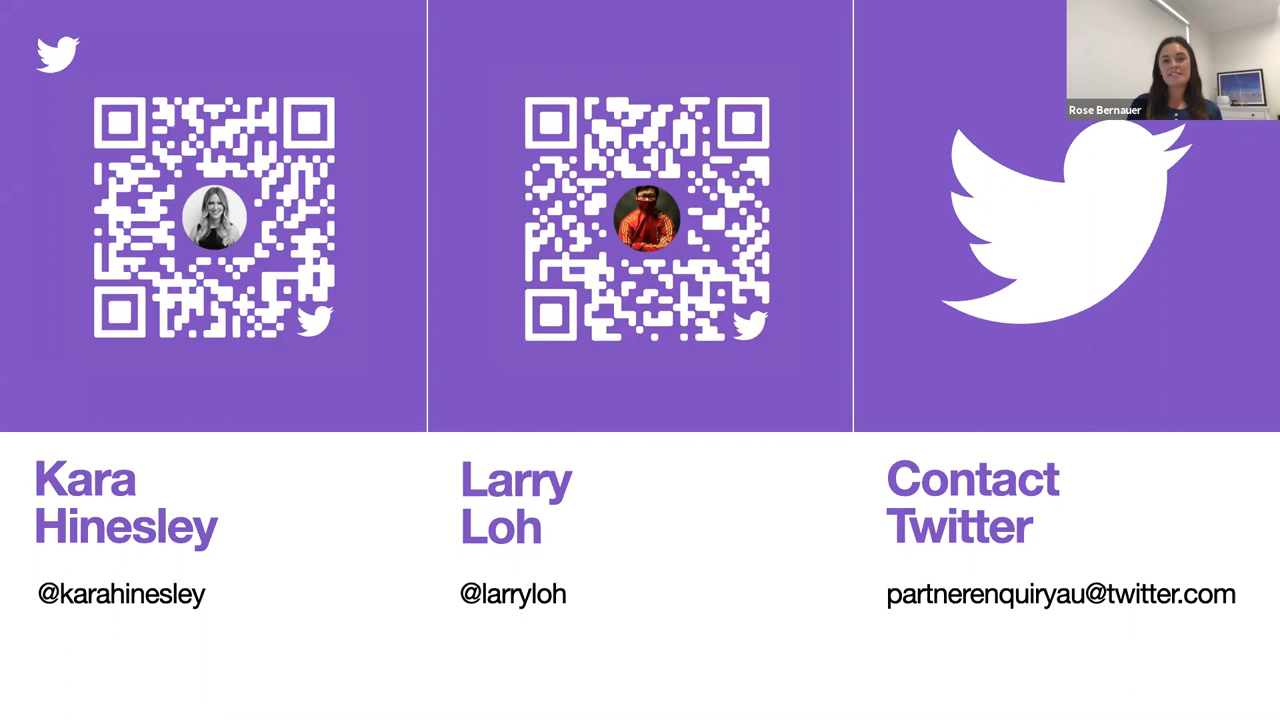 Rose Bernauer
Kara
Hinesley
@karahinesley
Larry
Loh
@larryloh
Contact
Twitter
partnerenquiryau@twitter.com